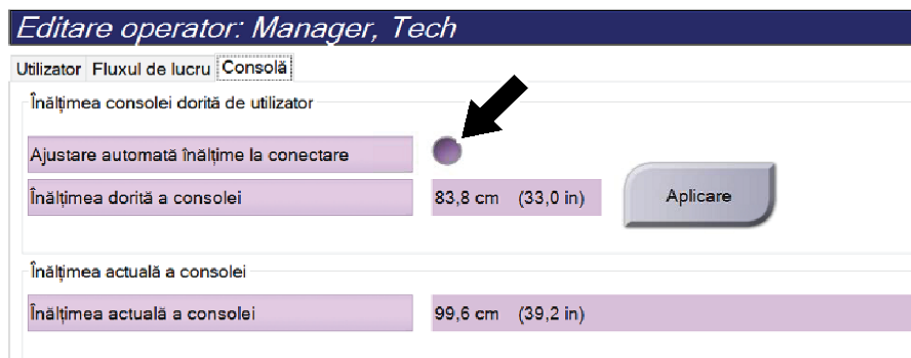 Editare operator: Manager, Tech
Utilizator Fluxul de lucru Consolă
Înălțimea consolei dorită de utilizator
Ajustare automată înălțime la conectare
Înălțimea dorită a consolei 83,8 cm (33,0 in) Aplicare
Înălțimea actuală a consolei
Înălțimea actuală a consolei 99,6 cm (39,2 in)